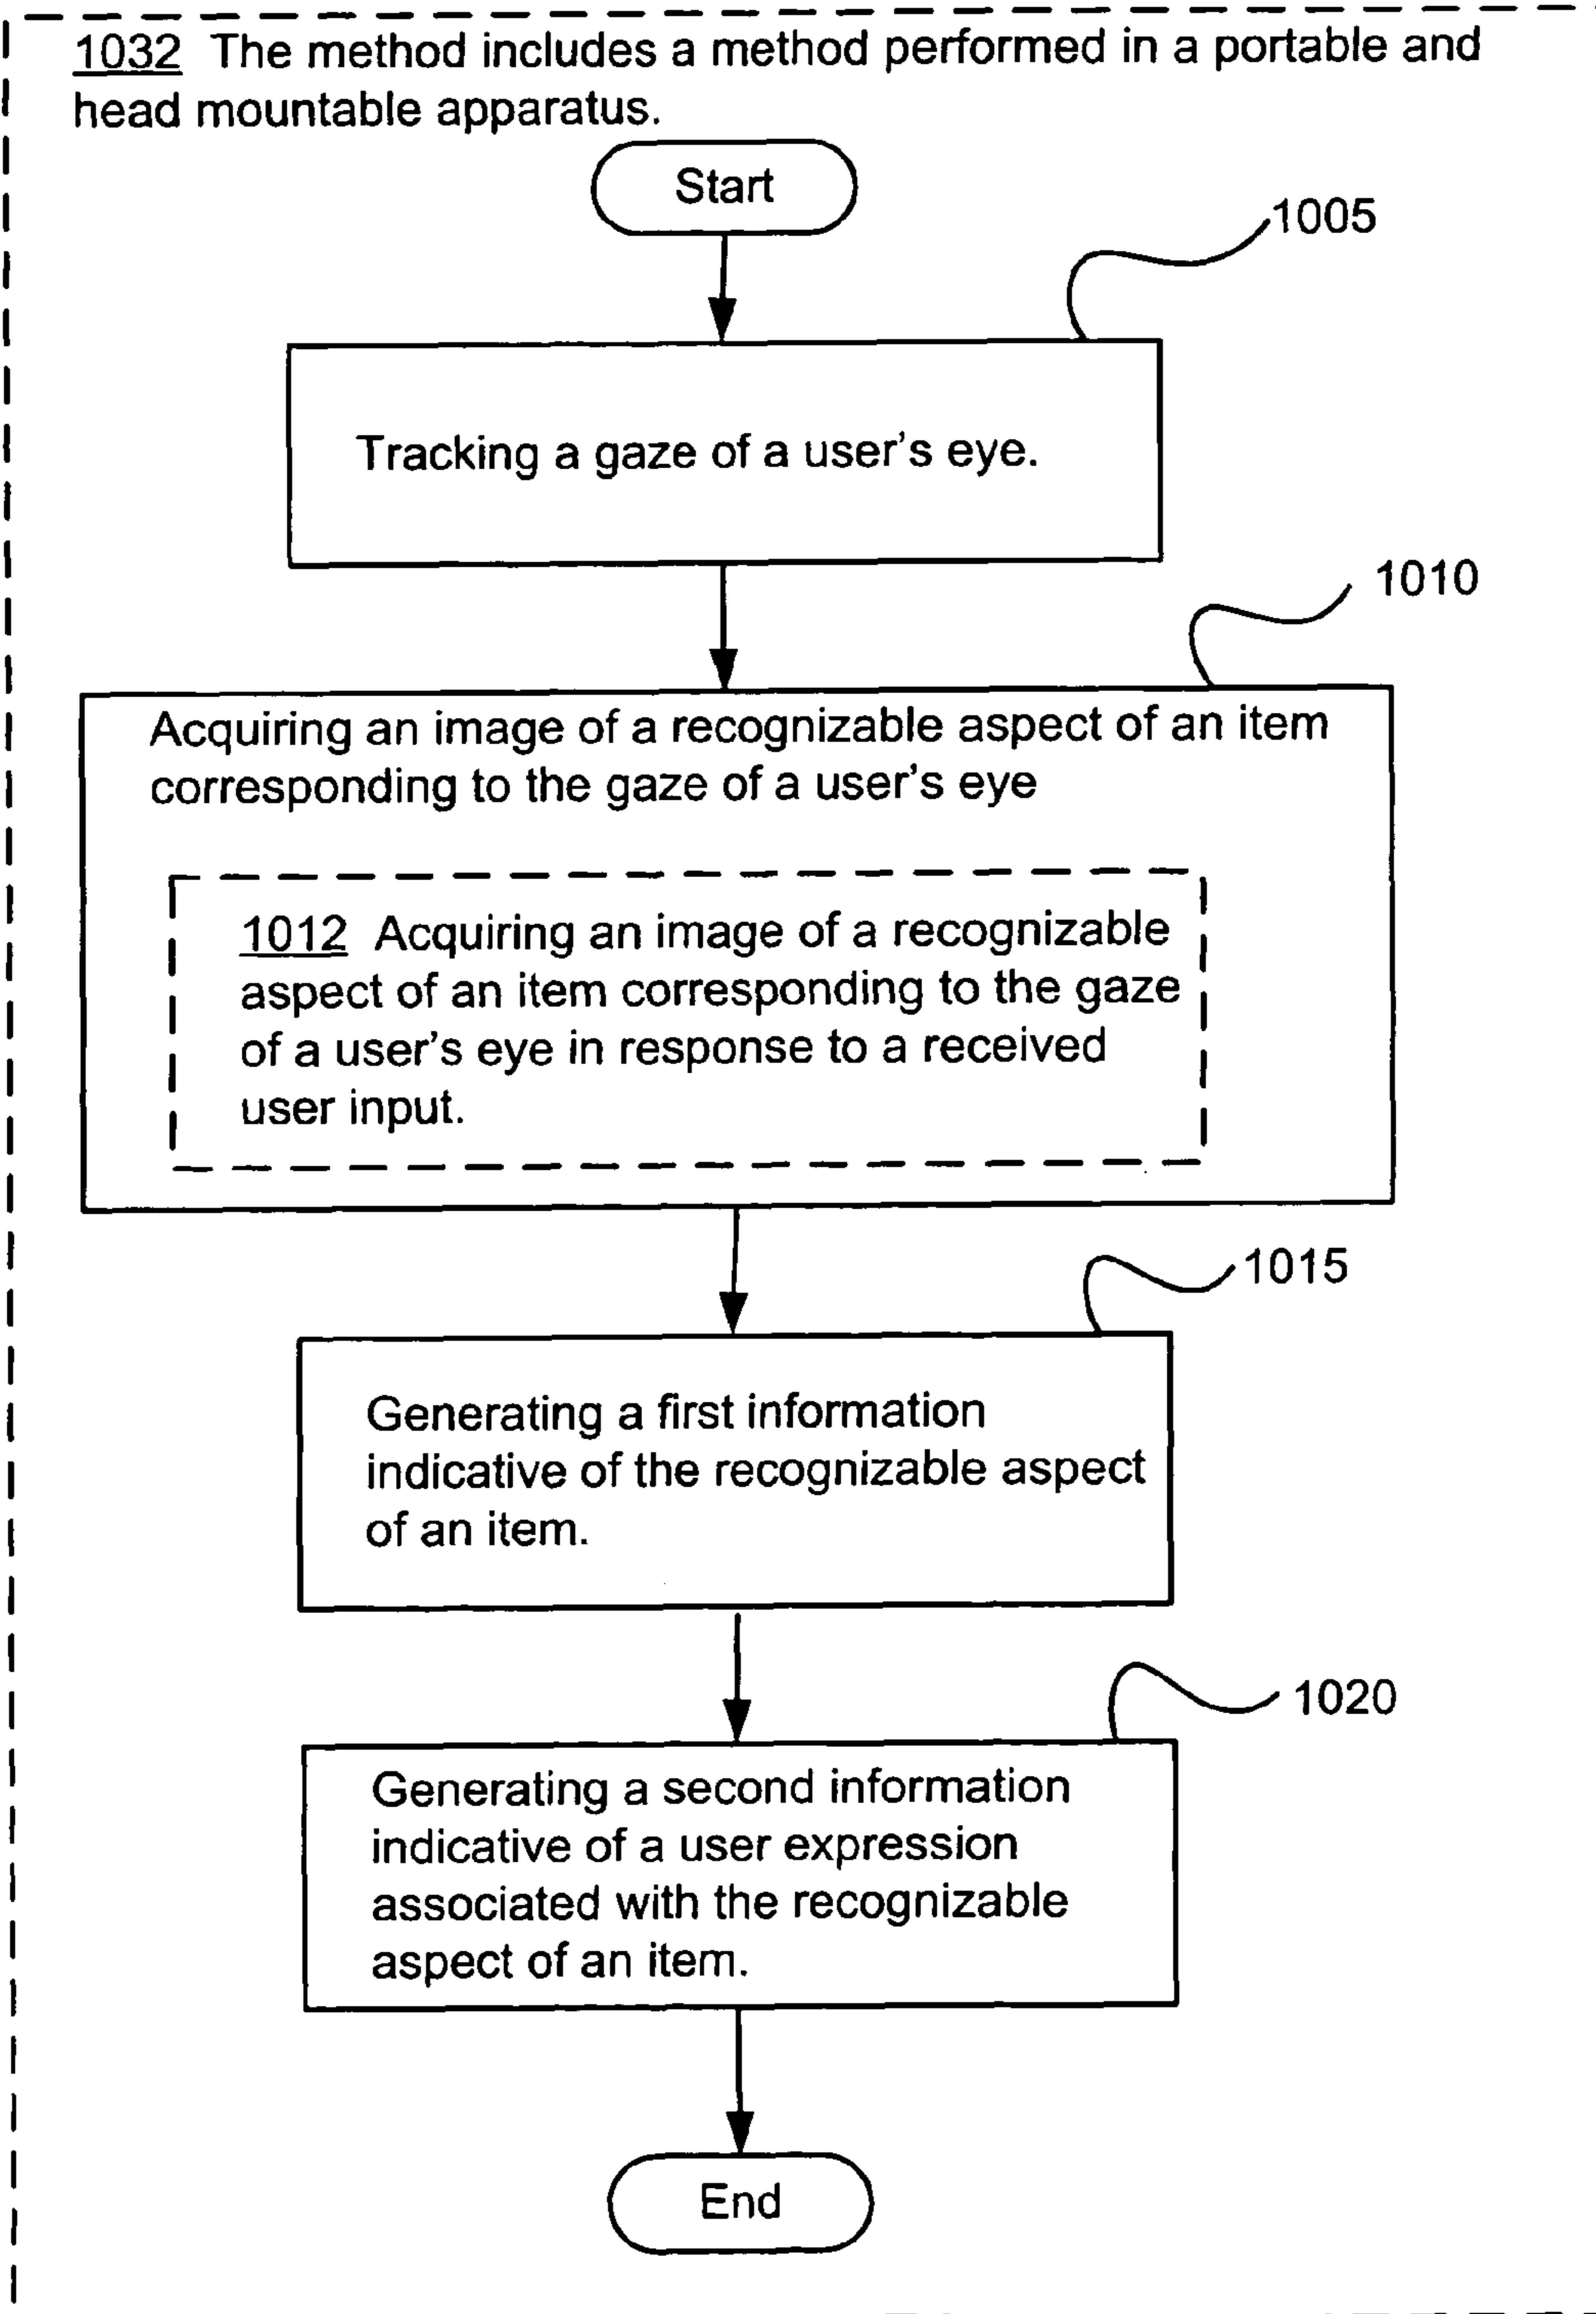 1032 The method includes a method performed in a portable and
head mountable apparatus.
Start
1005
Tracking a gaze of a user's eye.
1010
Acquiring an image of a recognizable aspect of an item
corresponding to the gaze of a user's eye
1012 Acquiring an image of a recognizable
aspect of an item corresponding to the gaze
of a user's eye in response to a received
user input.
1015
Generating a first information
indicative of the recognizable aspect
of an item.
1020
Generating a second information
indicative of a user expression
associated with the recognizable
aspect of an item.
End